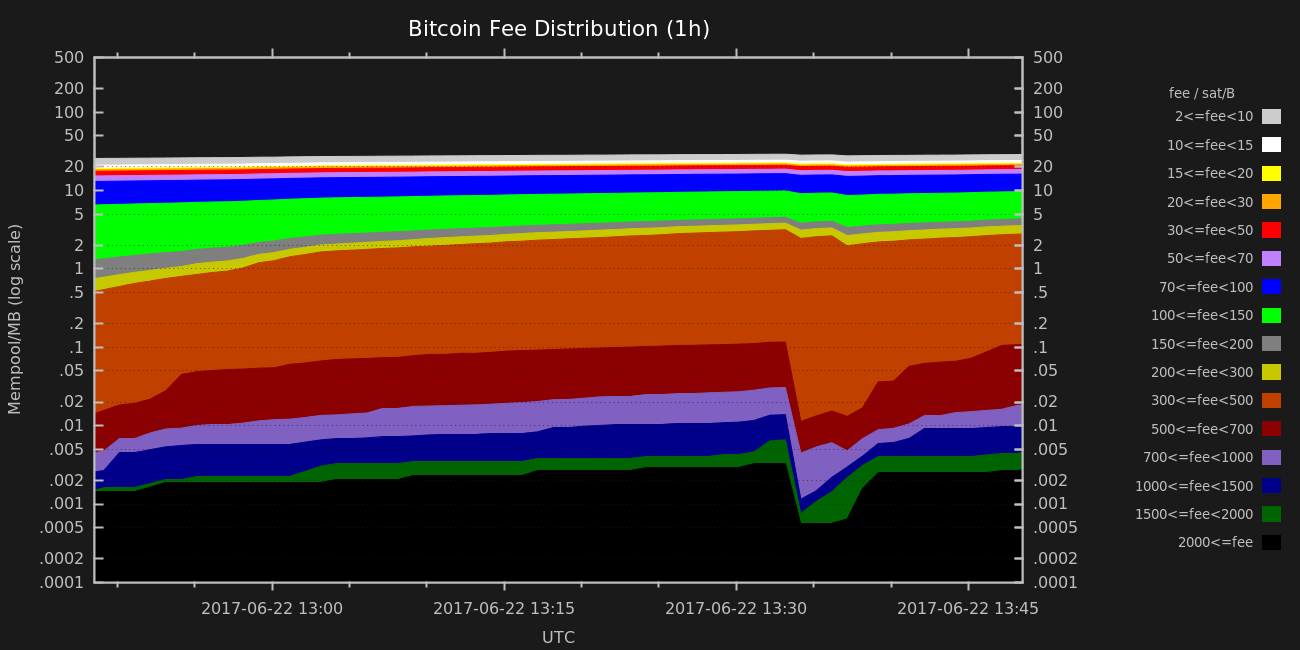 Bitcoin Fee Distribution (1h)
500 500
200 200
100 100
50 50
20 20
10 10
5 5
2 2
1 1
.5 .5
.2 .2
.1 .1
.05 .05
.02 .02
.01 .01
.005 .005
.002 .002
.001 .001
.0005 .0005
.0002 .0002
.0001 .0001
Mempool/MB (log scale)
2017-06-22 13:00 2017-06-22 13:15 2017-06-22 13:30 2017-06-22 13:45
UTC
fee / sat/B
2<=fee<10
10<=fee<15
15<=fee<20
20<=fee<30
30<=fee<50
50<=fee<70
70<=fee<100
100<=fee<150
150<=fee<200
200<=fee<300
300<=fee<500
500<=fee<700
700<=fee<1000
1000<=fee<1500
1500<=fee<2000
2000<=fee